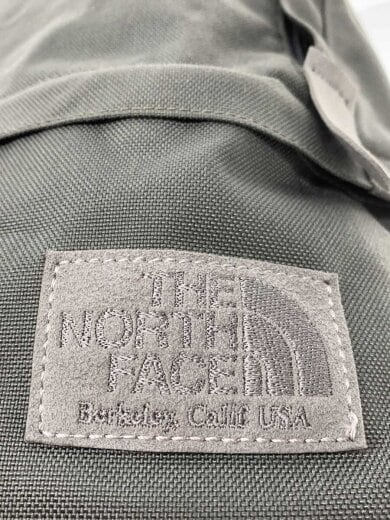 THE
NORTH
FACE
Berkeley, Calif USA